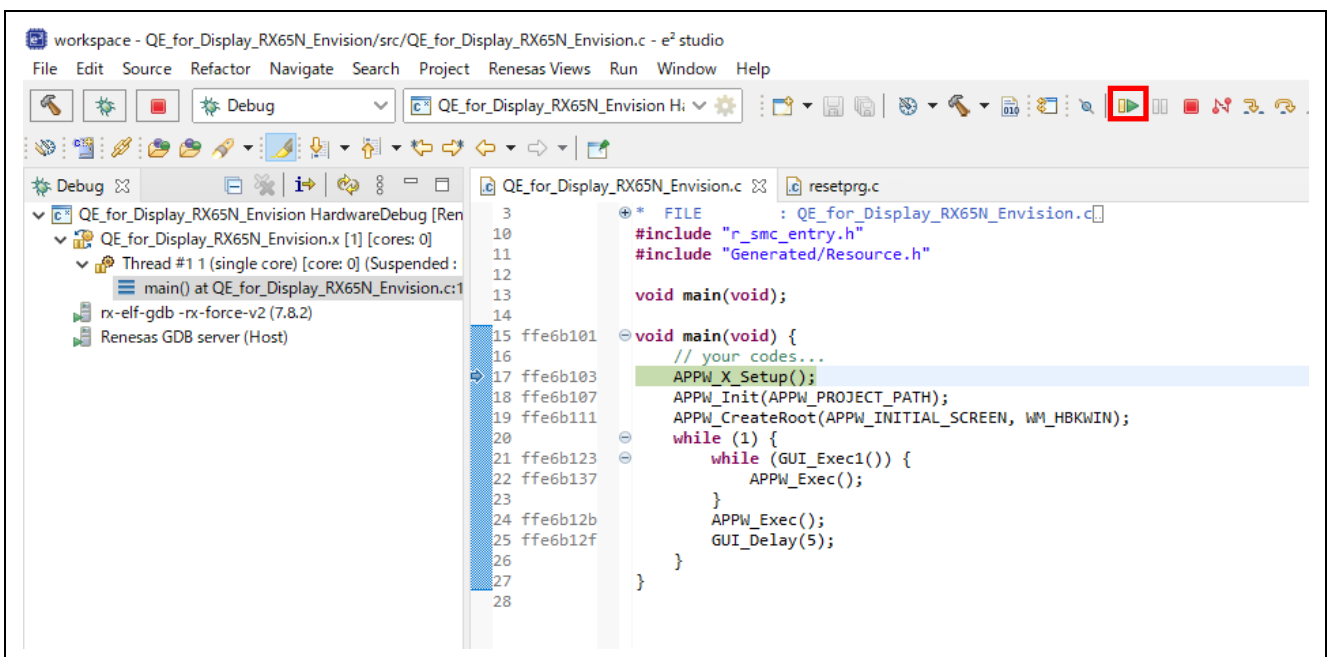 workspace - QE_for_Display_RX65N_Envision/src/QE_for_Display_RX65N_Envision.c - e² studio
File Edit Source Refactor Navigate Search Project Renesas Views Run Window Help
Debug QE_for_Display_RX65N_Envision Ha
Debug
QE_for_Display_RX65N_Envision.c resetprg.c
QE_for_Display_RX65N_Envision HardwareDebug [Ren
QE_for_Display_RX65N_Envision.x [1] [cores: 0]
Thread #1 1 (single core) [core: 0] (Suspended :
main() at QE_for_Display_RX65N_Envision.c:1
rx-elf-gdb -rx-force-v2 (7.8.2)
Renesas GDB server (Host)
3 * FILE : QE_for_Display_RX65N_Envision.c
10 #include "r_smc_entry.h"
11 #include "Generated/Resource.h"
12
13 void main(void);
14
15 ffe6b101 void main(void) {
16 // your codes...
17 ffe6b103 APPW_X_Setup();
18 ffe6b107 APPW_Init(APPW_PROJECT_PATH);
19 ffe6b111 APPW_CreateRoot(APPW_INITIAL_SCREEN, WM_HBKWIN);
20 while (1) {
21 ffe6b123 while (GUI_Exec1()) {
22 ffe6b137 APPW_Exec();
23 }
24 ffe6b12b APPW_Exec();
25 ffe6b12f GUI_Delay(5);
26 }
27 }
28